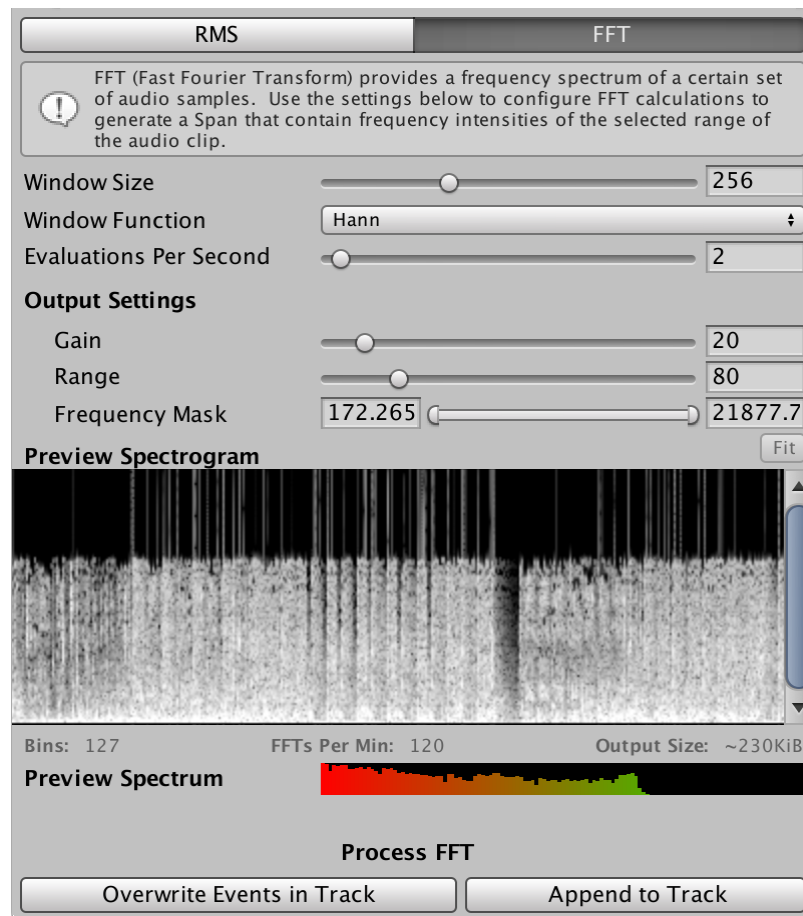 RMS FFT
FFT (Fast Fourier Transform) provides a frequency spectrum of a certain set
of audio samples.  Use the settings below to configure FFT calculations to
generate a Span that contain frequency intensities of the selected range of
the audio clip.
Window Size 256
Window Function Hann
Evaluations Per Second 2
Output Settings
Gain 20
Range 80
Frequency Mask 172.265 21877.7
Fit
Preview Spectrogram
Bins: 127 FFTs Per Min: 120 Output Size: ~230KiB
Preview Spectrum
Process FFT
Overwrite Events in Track Append to Track